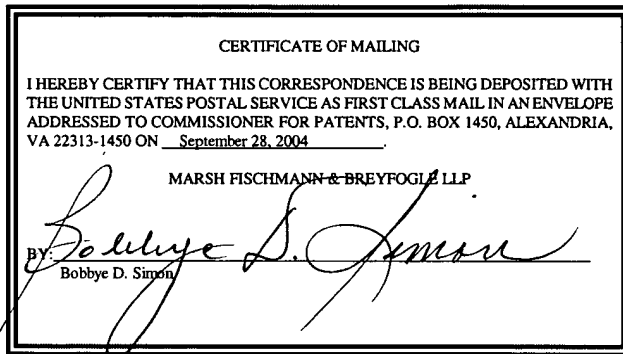 CERTIFICATE OF MAILING
I HEREBY CERTIFY THAT THIS CORRESPONDENCE IS BEING DEPOSITED WITH
THE UNITED STATES POSTAL SERVICE AS FIRST CLASS MAIL IN AN ENVELOPE
ADDRESSED TO COMMISSIONER FOR PATENTS, P.O. BOX 1450, ALEXANDRIA,
VA 22313-1450 ON September 28, 2004.
MARSH FISCHMANN & BREYFOGLE LLP
BY: Bobbye D. Simon
Bobbye D. Simon